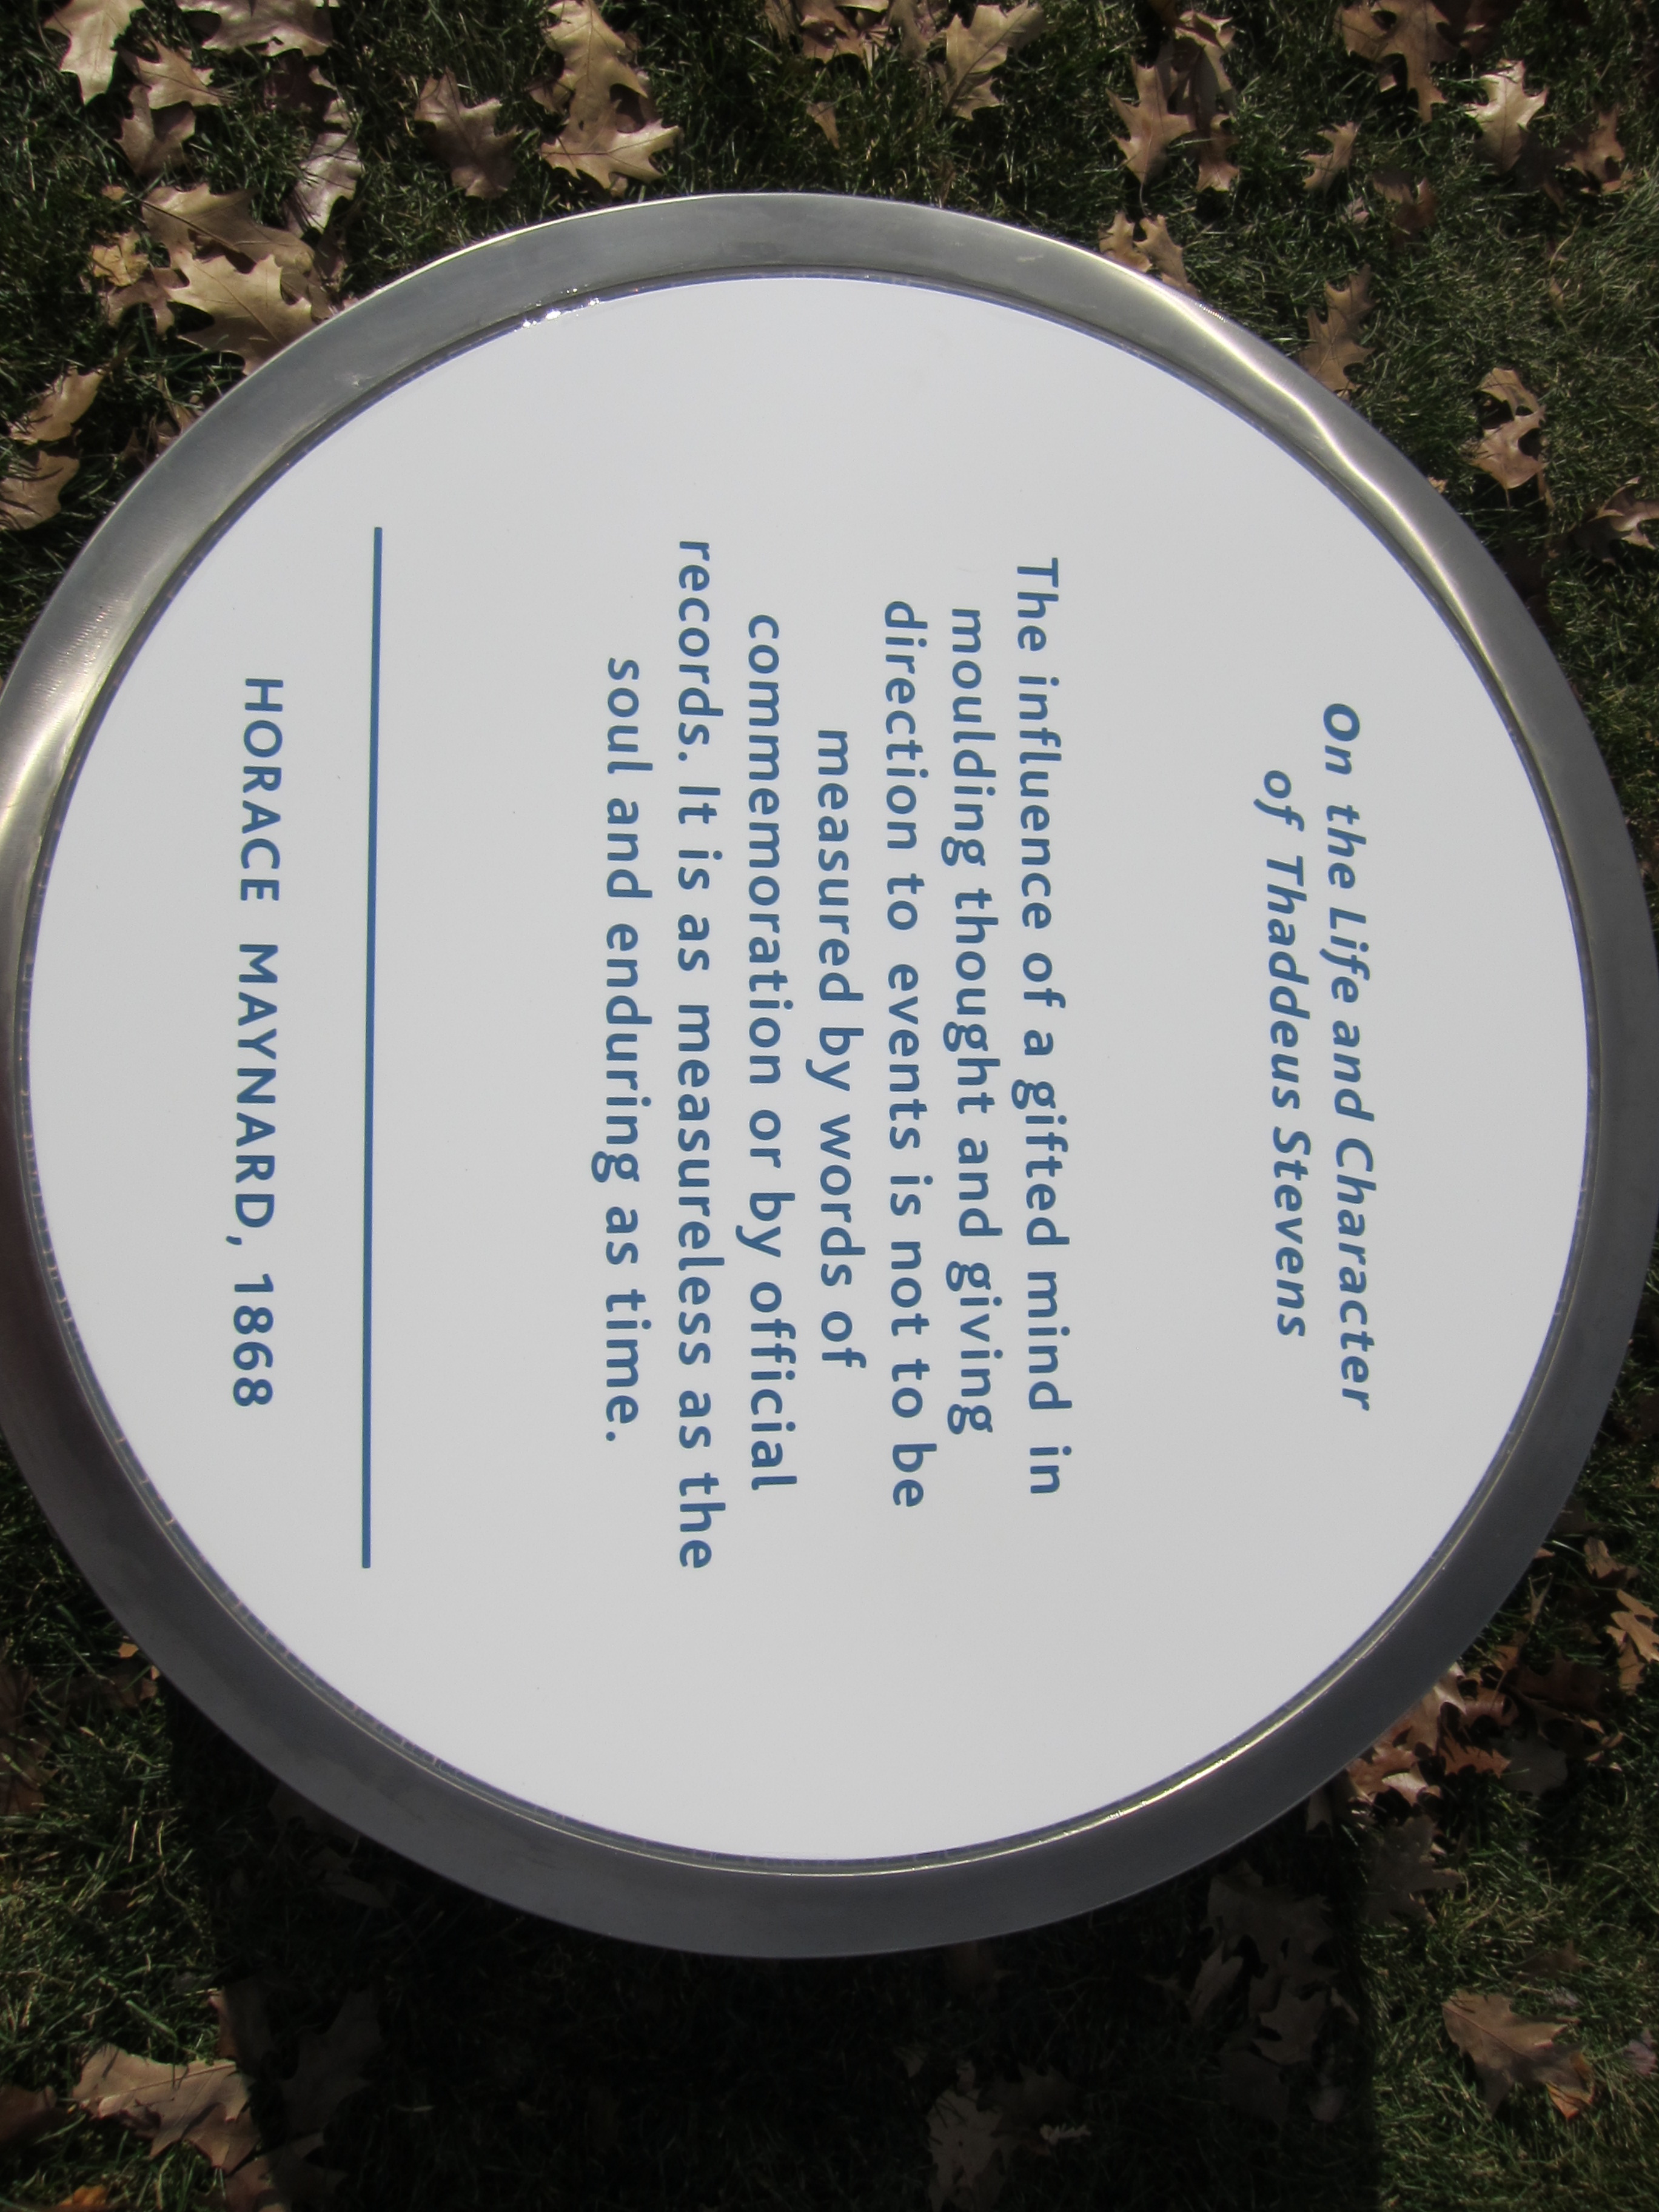 On the Life and Character
of Thaddeus Stevens
The influence of a gifted mind in
moulding thought and giving
direction to events is not to be
measured by words of
commemoration or by official
records. It is as measureless as the
soul and enduring as time.
HORACE MAYNARD, 1868